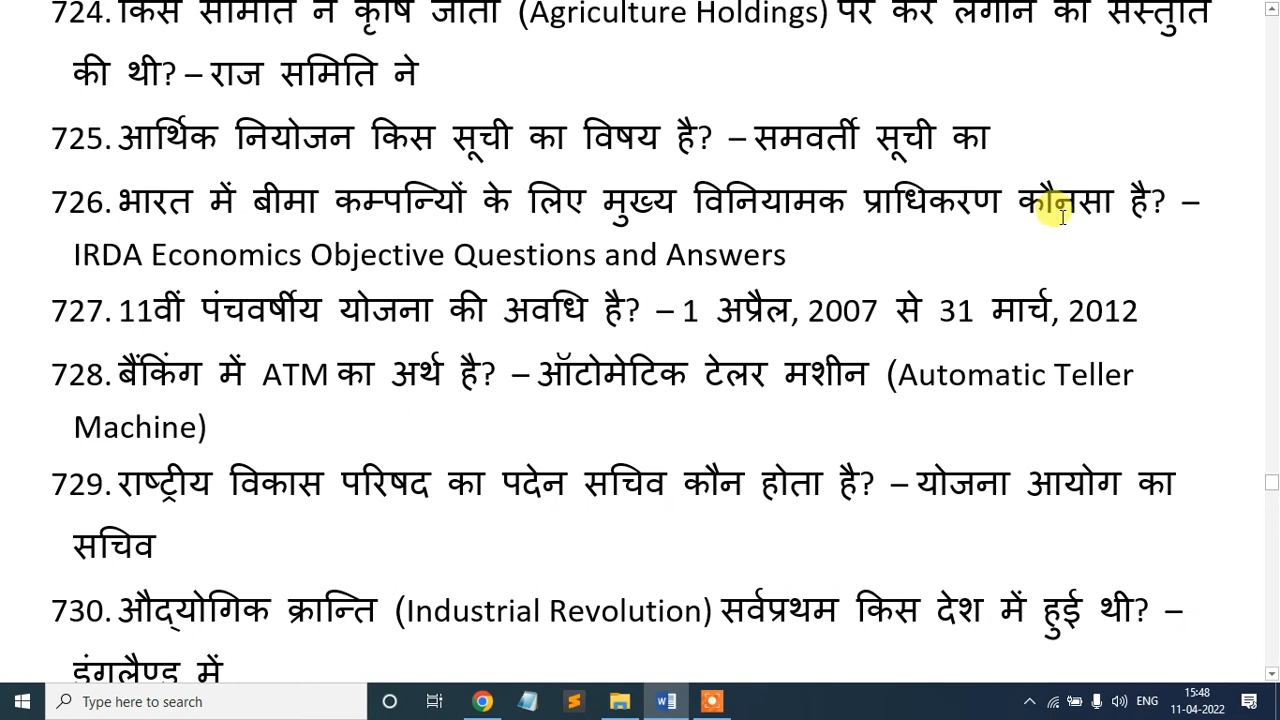 724. किस समिति ने कृषि जोतों (Agriculture Holdings) पर कर लगाने की संस्तुति
की थी? – राज समिति ने
725. आर्थिक नियोजन किस सूची का विषय है? – समवर्ती सूची का
726. भारत में बीमा कम्पन्यिों के लिए मुख्य विनियामक प्राधिकरण कौनसा है? –
IRDA Economics Objective Questions and Answers
727. 11वीं पंचवर्षीय योजना की अवधि है? – 1 अप्रैल, 2007 से 31 मार्च, 2012
728. बैंकिंग में ATM का अर्थ है? – ऑटोमेटिक टेलर मशीन (Automatic Teller
Machine)
729. राष्ट्रीय विकास परिषद का पदेन सचिव कौन होता है? – योजना आयोग का
सचिव
730. औद्योगिक क्रान्ति (Industrial Revolution) सर्वप्रथम किस देश में हुई थी? –
इंगलैण्ड में
Type here to search
ENG
15:48
11-04-2022